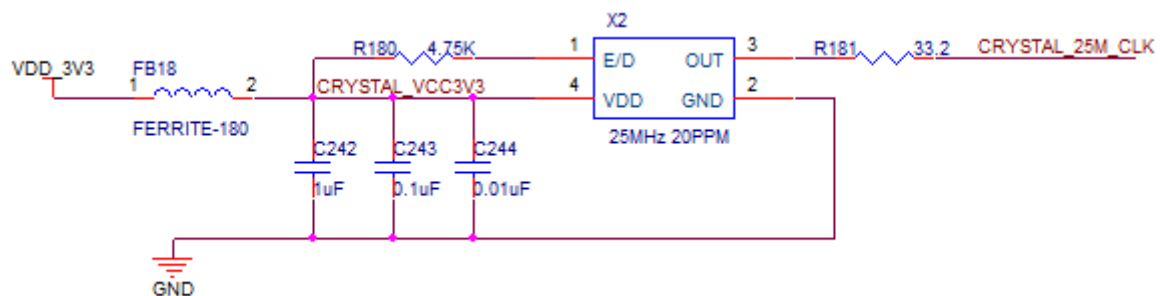 X2
R180 4.75K 1 E/D OUT 3 R181 33.2 CRYSTAL_25M_CLK
VDD_3V3 FB18
1 2 CRYSTAL_VCC3V3 4 VDD GND 2
FERRITE-180 25MHz 20PPM
C242 C243 C244
1uF 0.1uF 0.01uF
GND